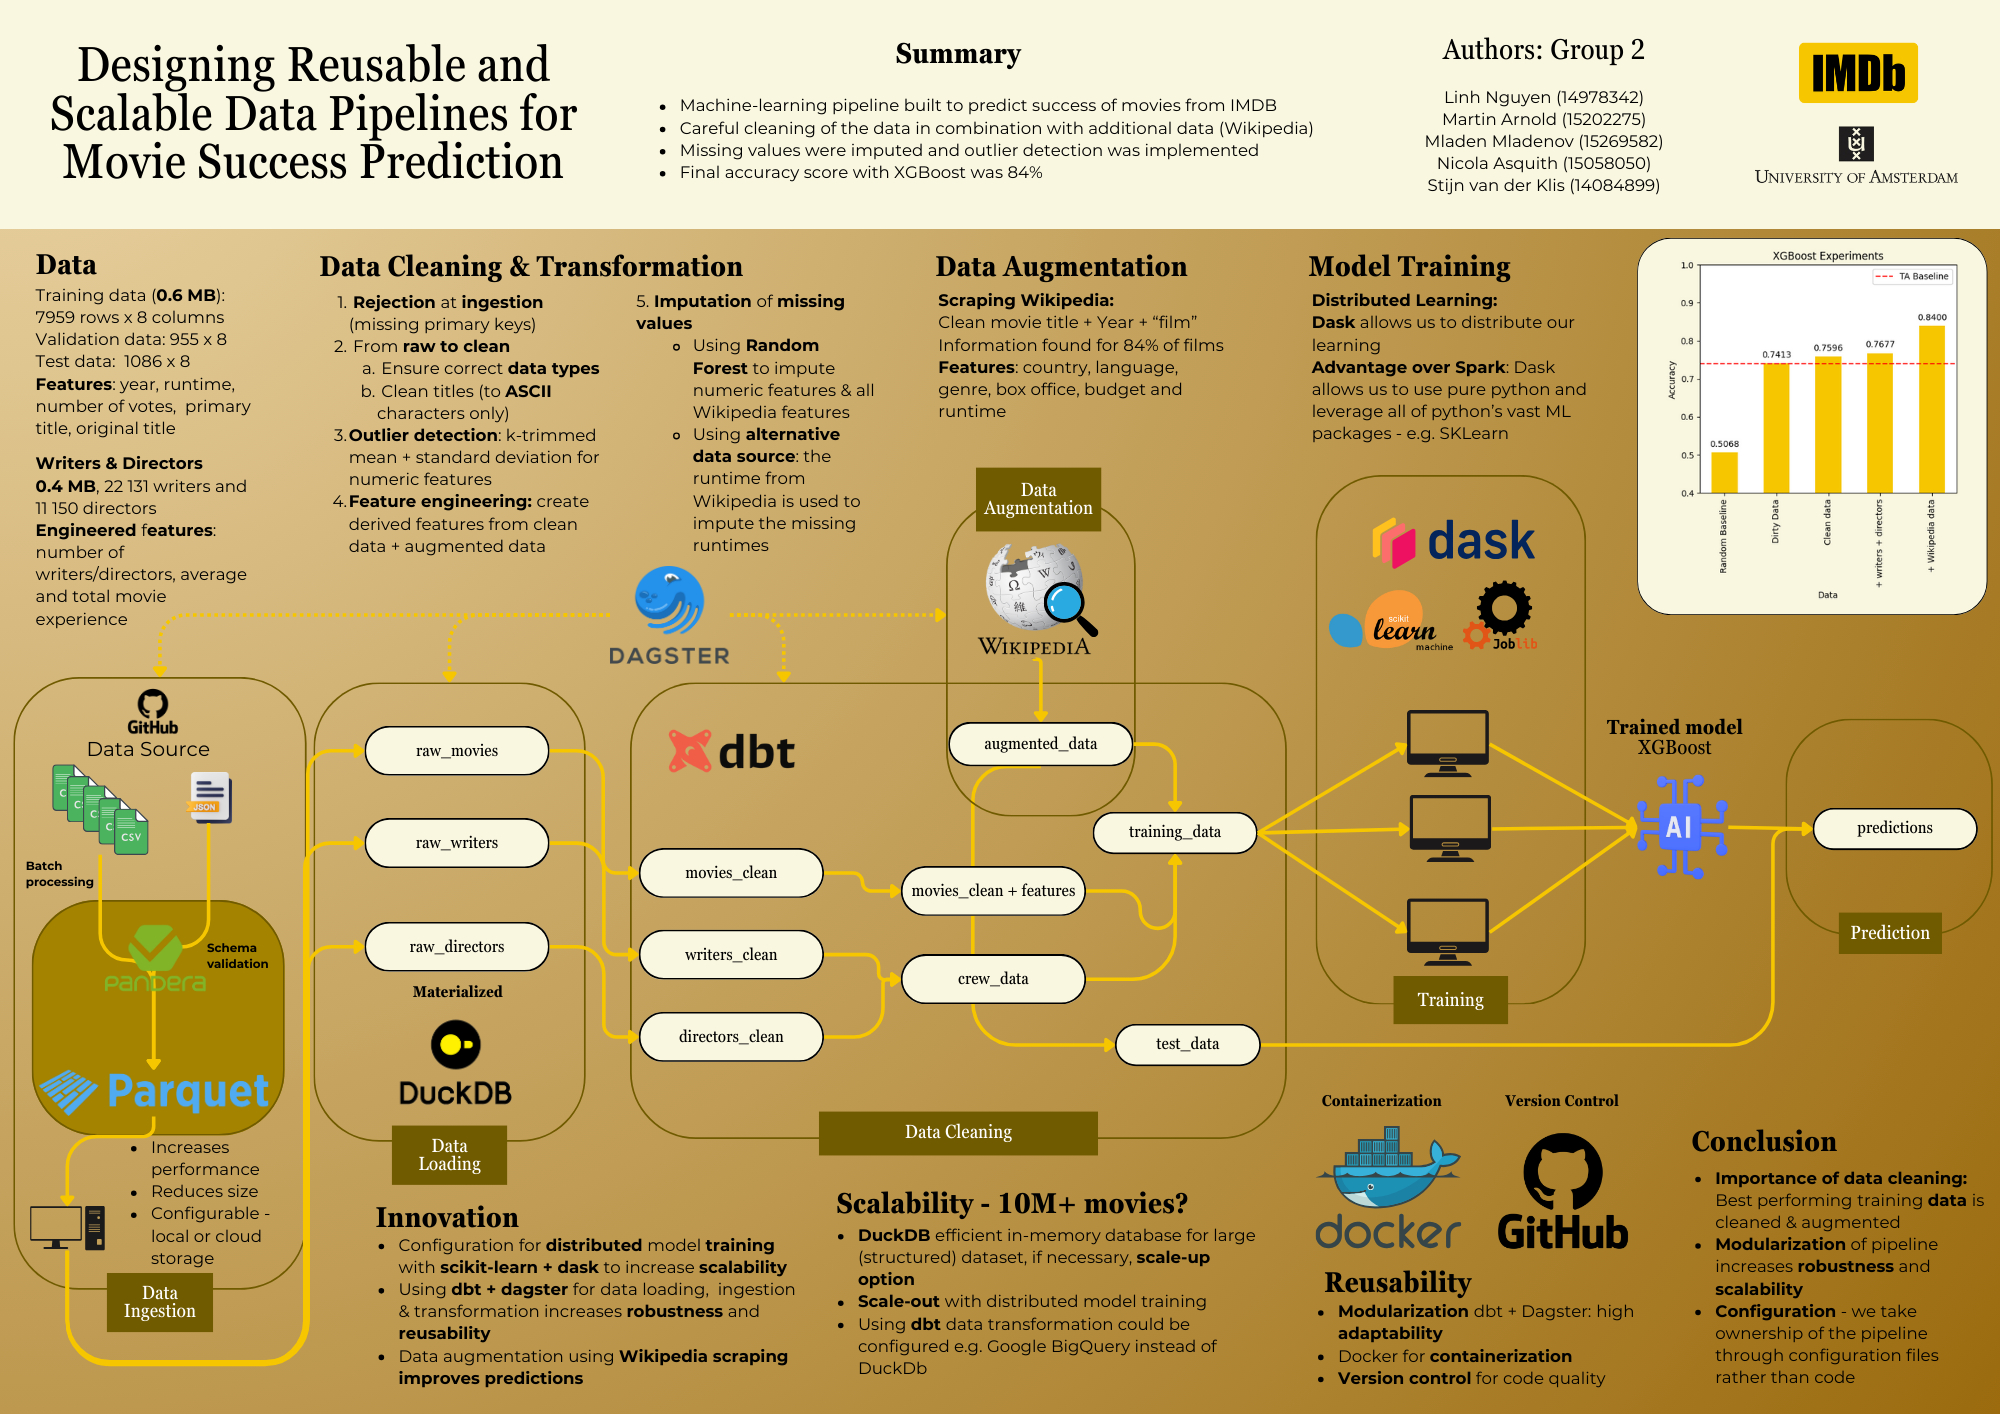 Designing Reusable and
Scalable Data Pipelines for
Movie Success Prediction
Summary
• Machine-learning pipeline built to predict success of movies from IMDB
• Careful cleaning of the data in combination with additional data (Wikipedia)
• Missing values were imputed and outlier detection was implemented
• Final accuracy score with XGBoost was 84%
Authors: Group 2
Linh Nguyen (14978342)
Martin Arnold (15202275)
Mladen Mladenov (15269582)
Nicola Asquith (15058050)
Stijn van der Klis (14084899)
IMDb
UNIVERSITY OF AMSTERDAM
Data
Training data (0.6 MB):
7959 rows x 8 columns
Validation data: 955 x 8
Test data: 1086 x 8
Features: year, runtime,
number of votes, primary
title, original title
Writers & Directors
0.4 MB, 22 131 writers and
11 150 directors
Engineered features:
number of
writers/directors, average
and total movie
experience
Data Cleaning & Transformation
1. Rejection at ingestion
(missing primary keys)
2. From raw to clean
a. Ensure correct data types
b. Clean titles (to ASCII
characters only)
3. Outlier detection: k-trimmed
mean + standard deviation for
numeric features
4. Feature engineering: create
derived features from clean
data + augmented data
5. Imputation of missing
values
Using Random
Forest to impute
numeric features & all
Wikipedia features
Using alternative
data source: the
runtime from
Wikipedia is used to
impute the missing
runtimes
Data Augmentation
Scraping Wikipedia:
Clean movie title + Year + “film”
Information found for 84% of films
Features: country, language,
genre, box office, budget and
runtime
Model Training
Distributed Learning:
Dask allows us to distribute our
learning
Advantage over Spark: Dask
allows us to use pure python and
leverage all of python’s vast ML
packages - e.g. SKLearn
XGBoost Experiments
TA Baseline
1.0
0.9
0.8
0.7
0.6
0.5
0.4
Accuracy
0.5068
0.7413
0.7596
0.7677
0.8400
Random Baseline
Dirty Data
Clean data
+ writers + directors
+ Wikipedia data
Data
DAGSTER
Data
Augmentation
WIKIPEDIA
dask
scikit
learn
machine
Joblib
GitHub
Data Source
CSV
JSON
Batch
processing
PANDERA
Schema
validation
Parquet
• Increases
performance
• Reduces size
• Configurable -
local or cloud
storage
Data
Ingestion
raw_movies
raw_writers
raw_directors
Materialized
DuckDB
Data
Loading
dbt
movies_clean
writers_clean
directors_clean
augmented_data
training_data
movies_clean + features
crew_data
test_data
Data Cleaning
Training
Trained model
XGBoost
AI
predictions
Prediction
Innovation
• Configuration for distributed model training
with scikit-learn + dask to increase scalability
• Using dbt + dagster for data loading, ingestion
& transformation increases robustness and
reusability
• Data augmentation using Wikipedia scraping
improves predictions
Scalability - 10M+ movies?
• DuckDB efficient in-memory database for large
(structured) dataset, if necessary, scale-up
option
• Scale-out with distributed model training
• Using dbt data transformation could be
configured e.g. Google BigQuery instead of
DuckDb
Containerization
docker
Version Control
GitHub
Reusability
• Modularization dbt + Dagster: high
adaptability
• Docker for containerization
• Version control for code quality
Conclusion
• Importance of data cleaning:
Best performing training data is
cleaned & augmented
• Modularization of pipeline
increases robustness and
scalability
• Configuration - we take
ownership of the pipeline
through configuration files
rather than code